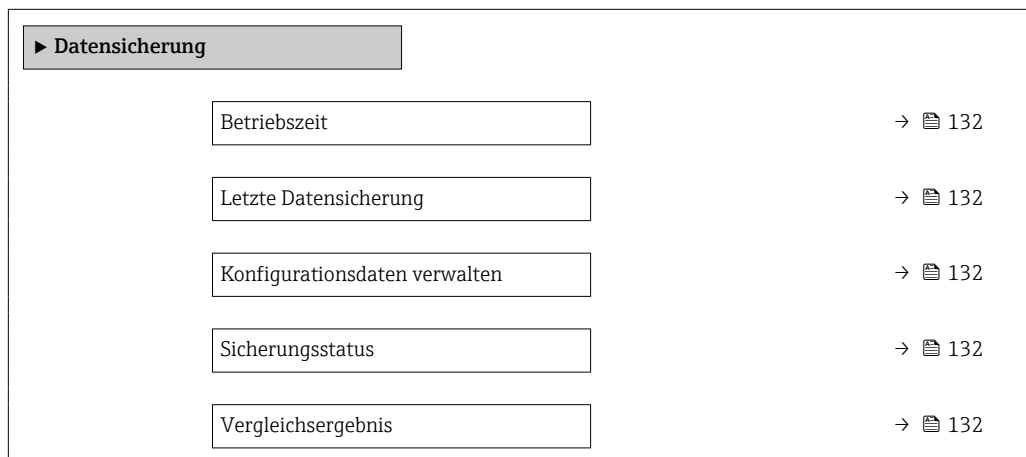 ▶ Datensicherung
Betriebszeit → 132
Letzte Datensicherung → 132
Konfigurationsdaten verwalten → 132
Sicherungsstatus → 132
Vergleichsergebnis → 132